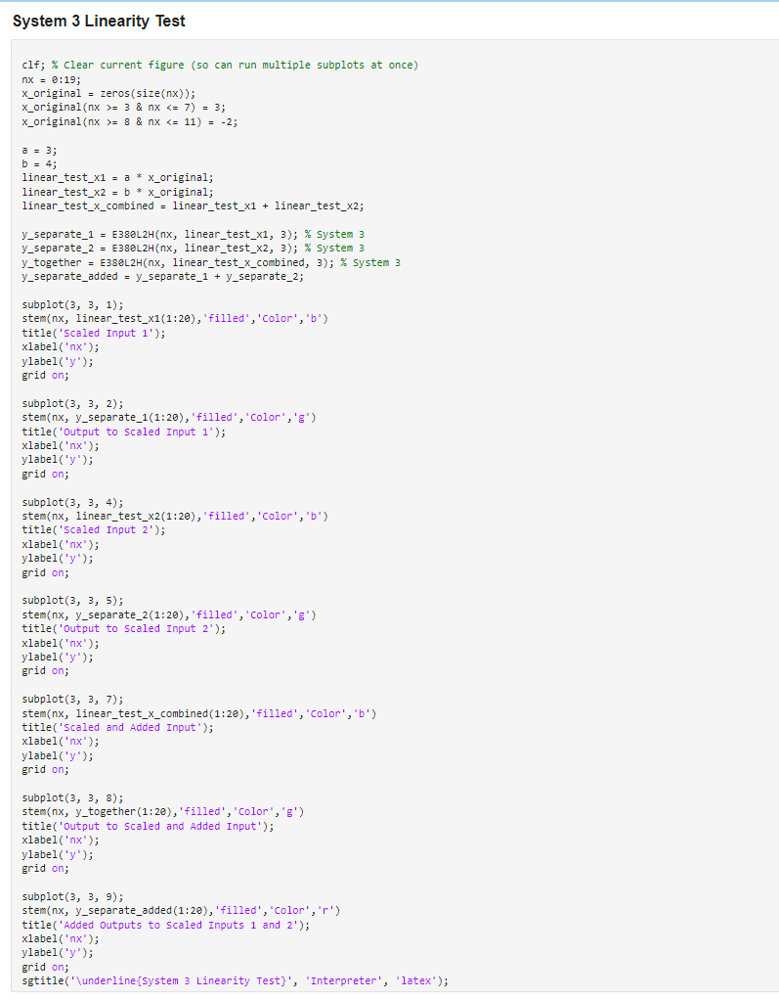 System 3 Linearity Test
clf; % Clear current figure (so can run multiple subplots at once)
nx = 0:19;
x_original = zeros(size(nx));
x_original(nx >= 3 & nx <= 7) = 3;
x_original(nx >= 8 & nx <= 11) = -2;
a = 3;
b = 4;
linear_test_x1 = a * x_original;
linear_test_x2 = b * x_original;
linear_test_x_combined = linear_test_x1 + linear_test_x2;
y_separate_1 = E380L2H(nx, linear_test_x1, 3); % System 3
y_separate_2 = E380L2H(nx, linear_test_x2, 3); % System 3
y_together = E380L2H(nx, linear_test_x_combined, 3); % System 3
y_separate_added = y_separate_1 + y_separate_2;
subplot(3, 3, 1);
stem(nx, linear_test_x1(1:20),'filled','Color','b')
title('Scaled Input 1');
xlabel('nx');
ylabel('y');
grid on;
subplot(3, 3, 2);
stem(nx, y_separate_1(1:20),'filled','Color','g')
title('Output to Scaled Input 1');
xlabel('nx');
ylabel('y');
grid on;
subplot(3, 3, 4);
stem(nx, linear_test_x2(1:20),'filled','Color','b')
title('Scaled Input 2');
xlabel('nx');
ylabel('y');
grid on;
subplot(3, 3, 5);
stem(nx, y_separate_2(1:20),'filled','Color','g')
title('Output to Scaled Input 2');
xlabel('nx');
ylabel('y');
grid on;
subplot(3, 3, 7);
stem(nx, linear_test_x_combined(1:20),'filled','Color','b')
title('Scaled and Added Input');
xlabel('nx');
ylabel('y');
grid on;
subplot(3, 3, 8);
stem(nx, y_together(1:20),'filled','Color','g')
title('Output to Scaled and Added Input');
xlabel('nx');
ylabel('y');
grid on;
subplot(3, 3, 9);
stem(nx, y_separate_added(1:20),'filled','Color','r')
title('Added Outputs to Scaled Inputs 1 and 2');
xlabel('nx');
ylabel('y');
grid on;
sgtitle('\underline{System 3 Linearity Test}', 'Interpreter', 'latex');